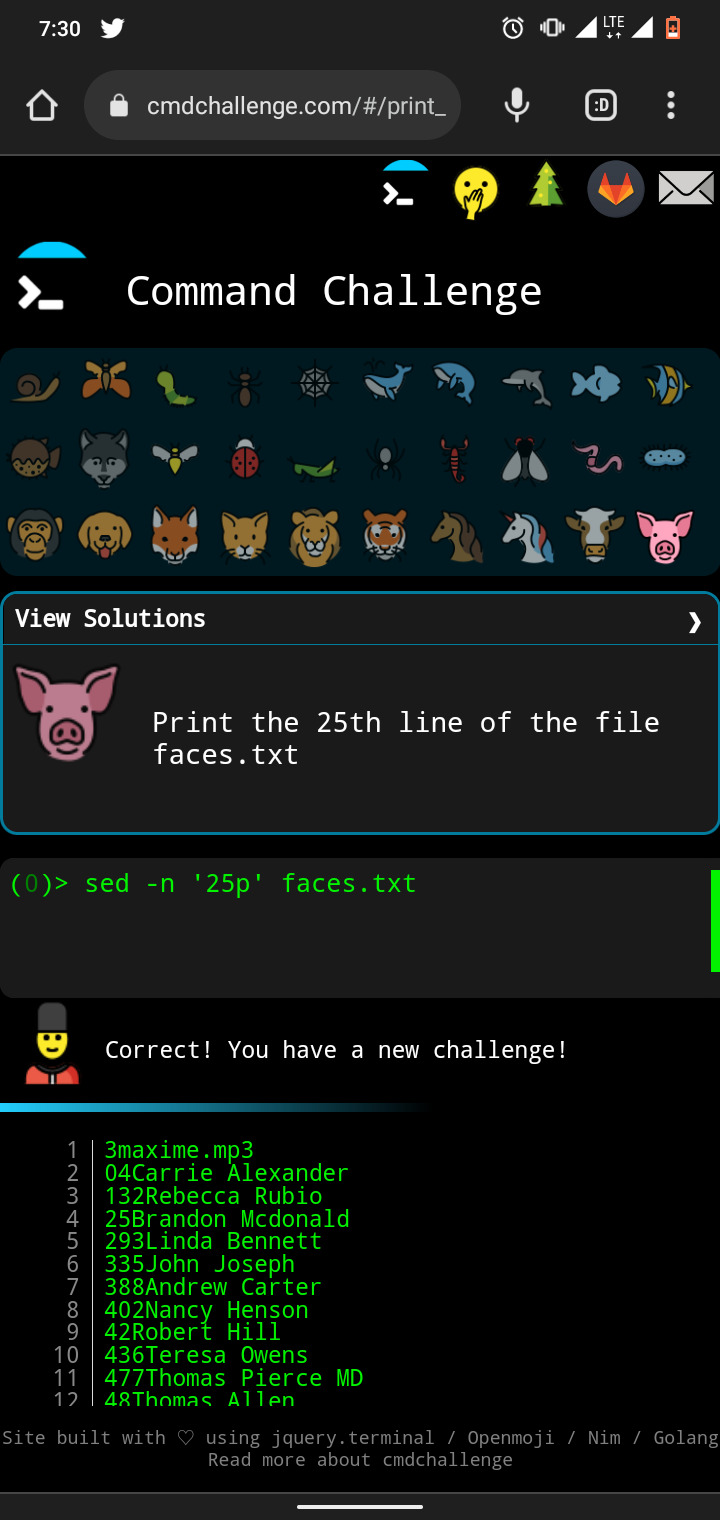 7:30
LTE
cmdchallenge.com/#/print_
:D
Command Challenge
View Solutions
Print the 25th line of the file
faces.txt
(0)> sed -n '25p' faces.txt
Correct! You have a new challenge!
1 3maxime.mp3
2 04Carrie Alexander
3 132Rebecca Rubio
4 25Brandon Mcdonald
5 293Linda Bennett
6 335John Joseph
7 388Andrew Carter
8 402Nancy Henson
9 42Robert Hill
10 436Teresa Owens
11 477Thomas Pierce MD
12 48Thomas Allen
Site built with ♡ using jquery.terminal / Openmoji / Nim / Golang
Read more about cmdchallenge